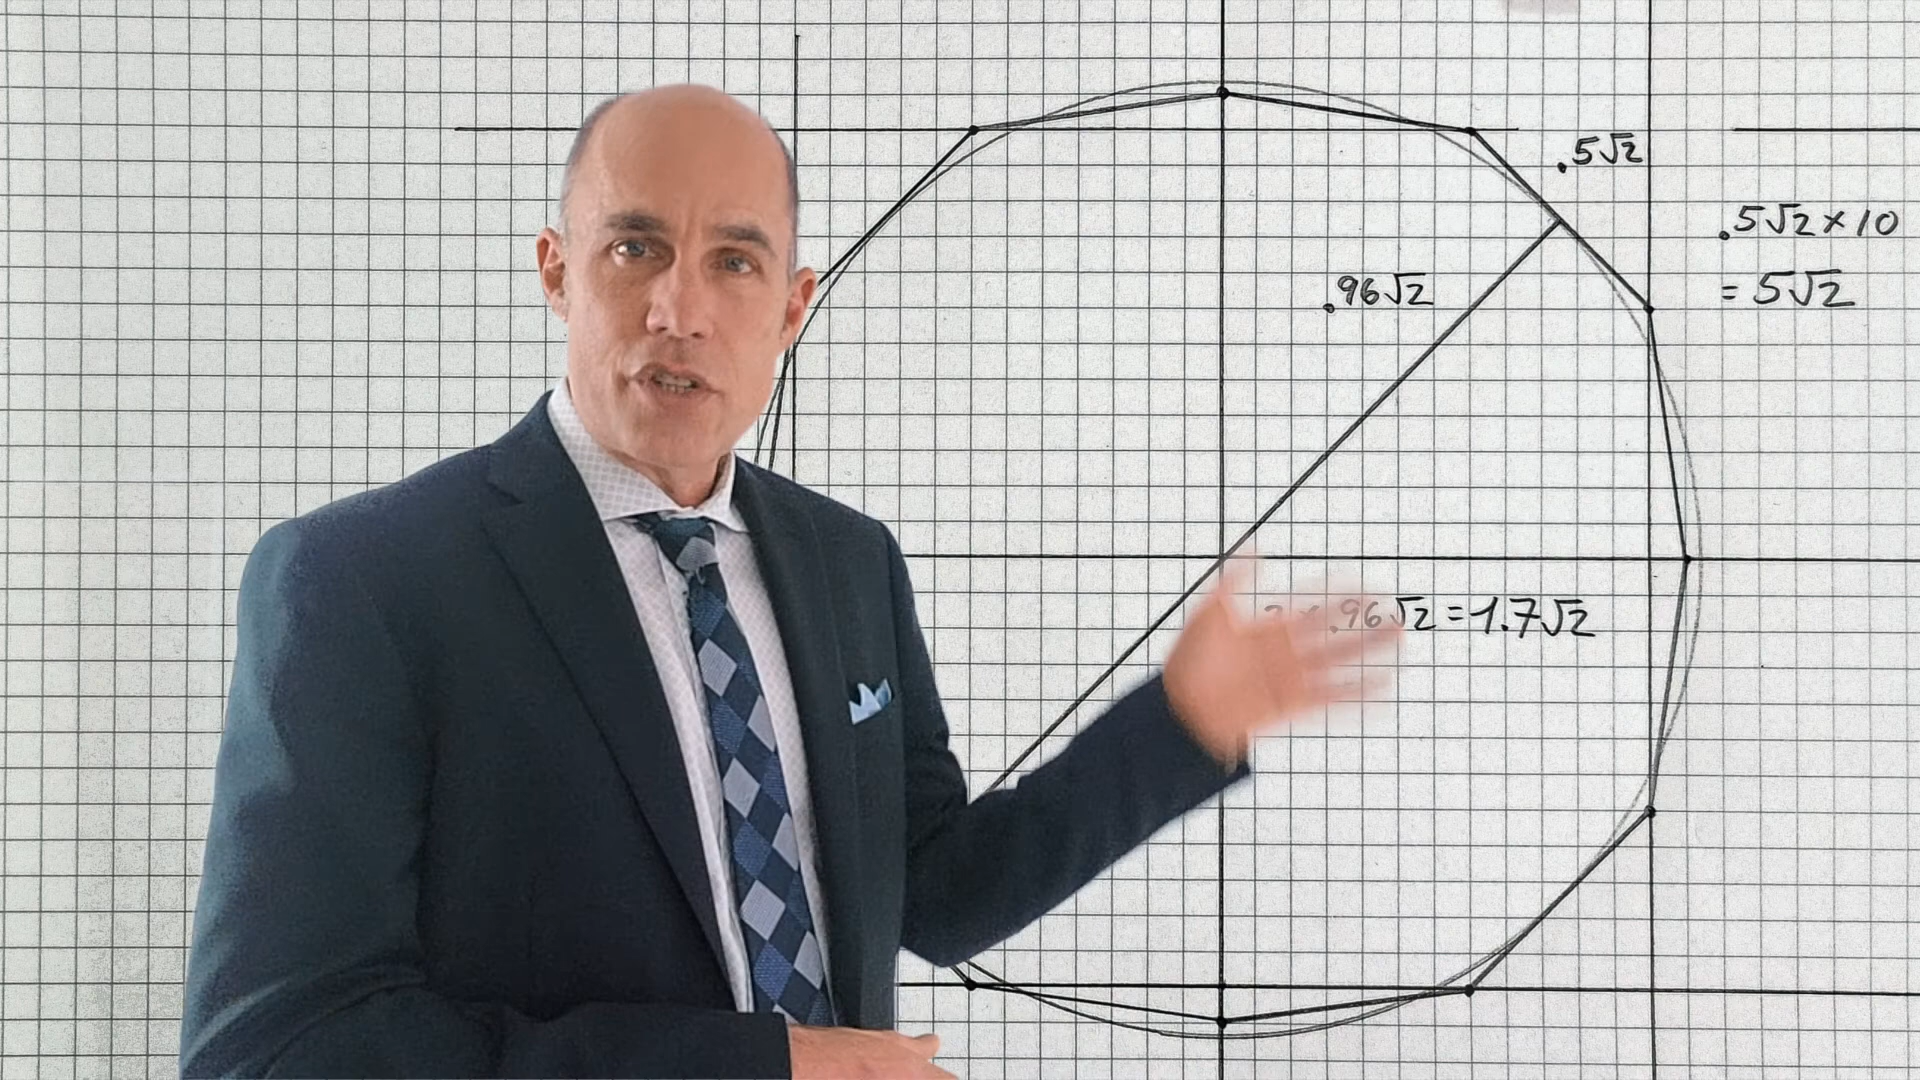 .5√2
.5√2 × 10
= 5√2
.96√2
.96√2 = 1.7√2